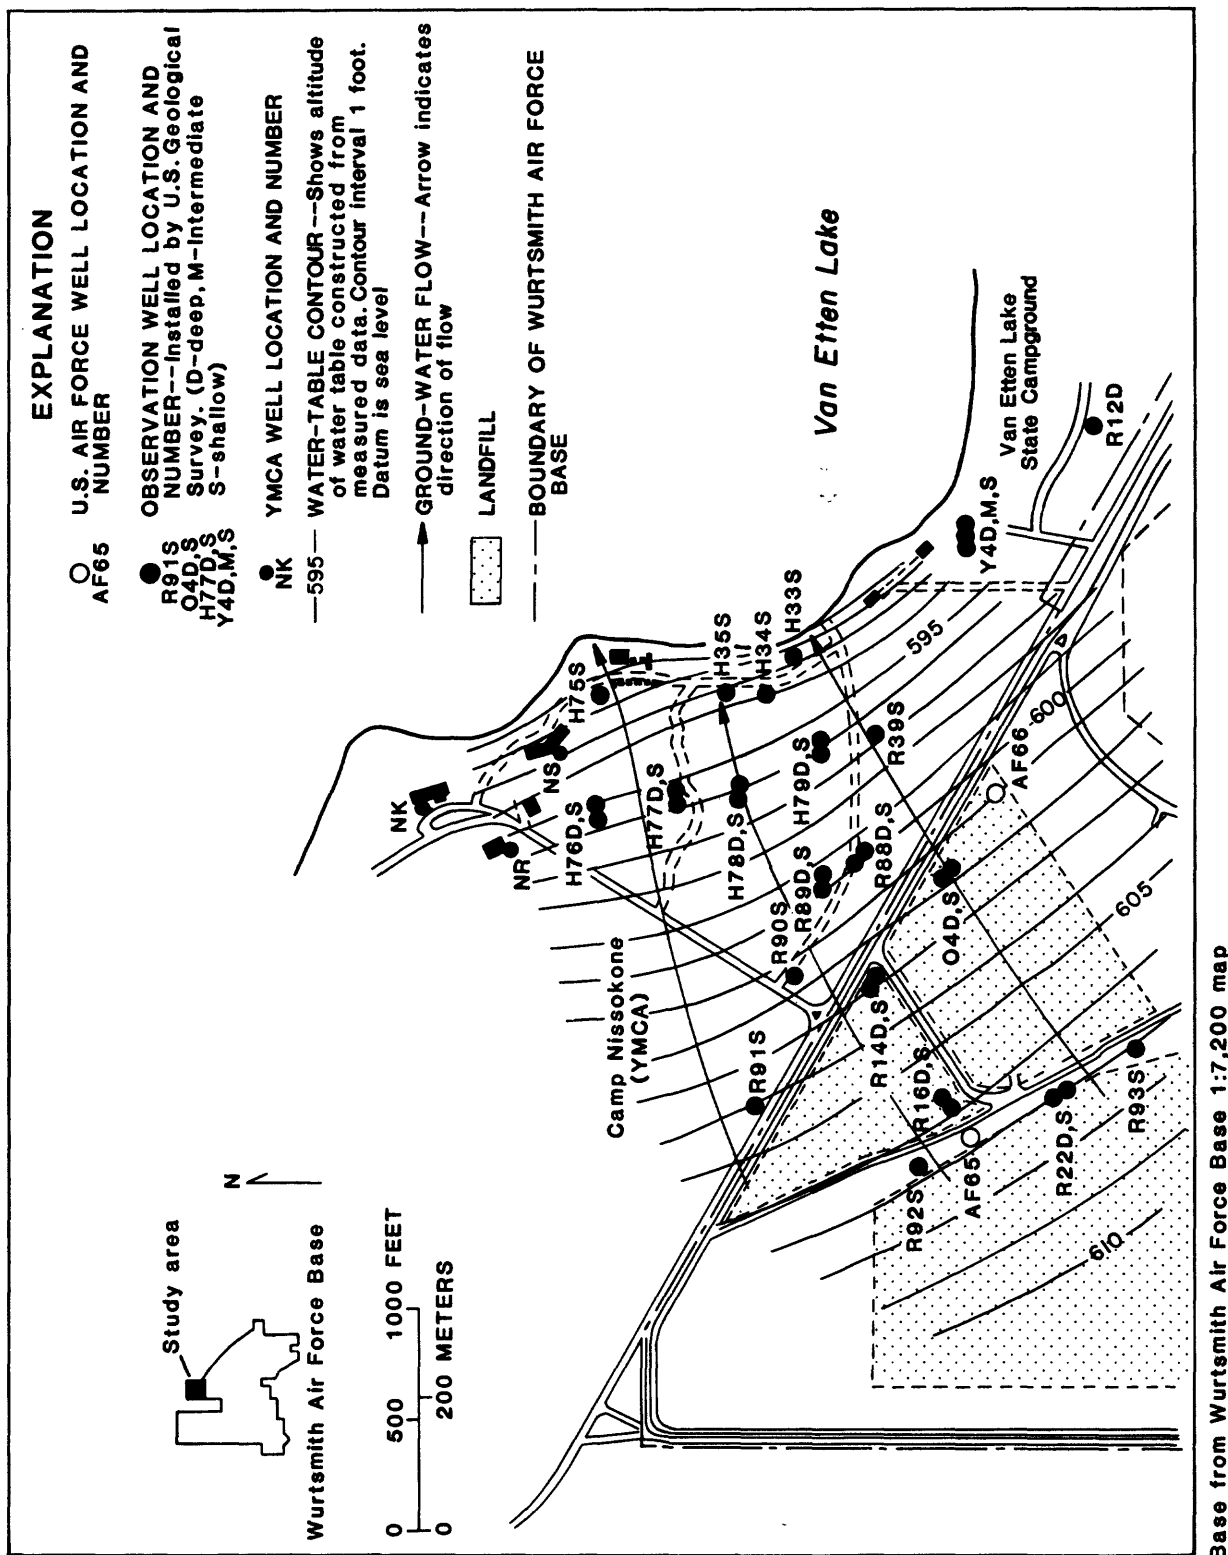 EXPLANATION
AF65
U.S. AIR FORCE WELL LOCATION AND
NUMBER
R91S
O4D,S
H77D,S
Y4D,M,S
OBSERVATION WELL LOCATION AND
NUMBER--Installed by U.S. Geological
Survey. (D-deep, M-Intermediate
S-shallow)
NK
YMCA WELL LOCATION AND NUMBER
—595— WATER-TABLE CONTOUR--Shows altitude
of water table constructed from
measured data. Contour interval 1 foot.
Datum is sea level
GROUND-WATER FLOW--Arrow indicates
direction of flow
LANDFILL
BOUNDARY OF WURTSMITH AIR FORCE
BASE
Study area
Wurtsmith Air Force Base
N
0 500 1000 FEET
0 200 METERS
Van Etten Lake
Van Etten Lake
State Campground
Camp Nissokone
(YMCA)
NK
NR
NS
H75S
H76D,S
H77D,S
H35S
H34S
H33S
H78D,S
H79D,S
R39S
R88D,S
R89D,S
R90S
R91S
R14D,S
R16D,S
O4D,S
AF66
AF65
R92S
R22D,S
R93S
Y4D,M,S
R12D
595
600
605
610
Base from Wurtsmith Air Force Base 1:7,200 map